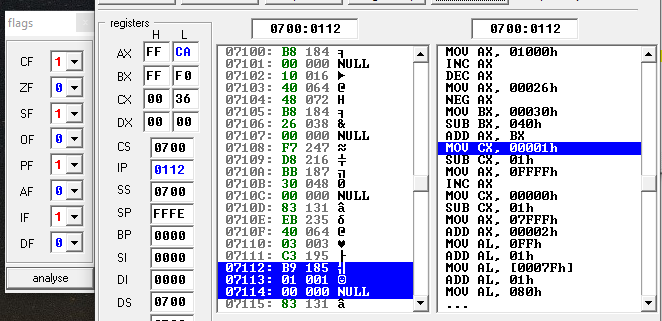 flags
CF 1
ZF 0
SF 1
OF 0
PF 1
AF 0
IF 1
DF 0
analyse
registers
H L
AX FF CA
BX FF F0
CX 00 36
DX 00 00
CS 0700
IP 0112
SS 0700
SP FFFE
BP 0000
SI 0000
DI 0000
DS 0700
0700:0112
07100: B8 184 ╕
07101: 00 000 NULL
07102: 10 016 ►
07103: 40 064 @
07104: 48 072 H
07105: B8 184 ╕
07106: 26 038 &
07107: 00 000 NULL
07108: F7 247 ≈
07109: D8 216 ╪
0710A: BB 187 ╗
0710B: 30 048 0
0710C: 00 000 NULL
0710D: 83 131 â
0710E: EB 235 δ
0710F: 40 064 @
07110: 03 003 ♥
07111: C3 195 ├
07112: B9 185 ╣
07113: 01 001 ☺
07114: 00 000 NULL
07115: 83 131 â
0700:0112
MOV AX, 01000h
INC AX
DEC AX
MOV AX, 00026h
NEG AX
MOV BX, 00030h
SUB BX, 040h
ADD AX, BX
MOV CX, 00001h
SUB CX, 01h
MOV AX, 0FFFFh
INC AX
MOV CX, 00000h
SUB CX, 01h
MOV AX, 07FFFh
ADD AX, 00002h
MOV AL, 0FFh
ADD AL, 01h
MOV AL, [0007Fh]
ADD AL, 01h
MOV AL, 080h
...